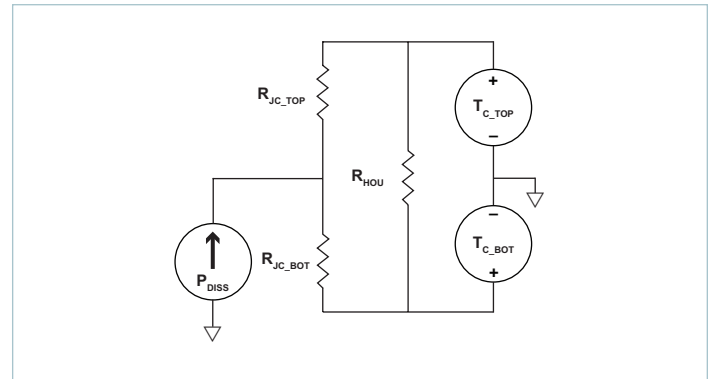 R_JC_TOP
+
T_C_TOP
–
R_HOU
–
T_C_BOT
+
R_JC_BOT
P_DISS